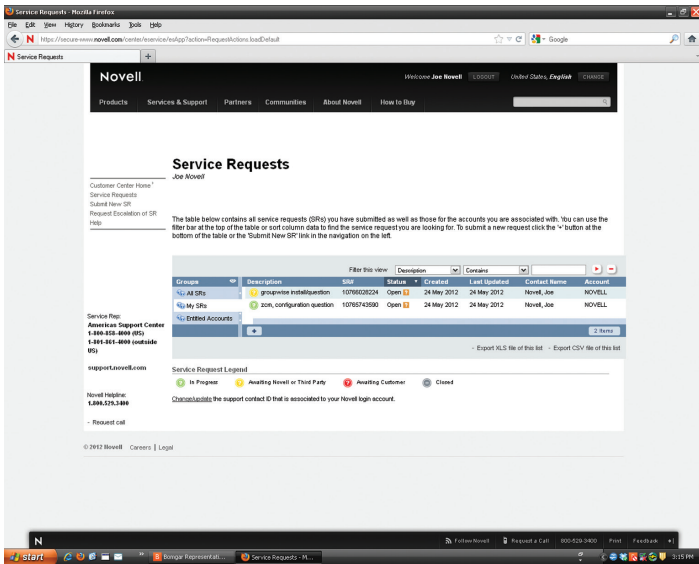 Service Requests - Mozilla Firefox
File Edit View History Bookmarks Tools Help
https://secure-www.novell.com/center/eservice/esApp?action=RequestActions.loadDefault
Google
Service Requests
Novell
Welcome Joe Novell LOGOUT United States, English CHANGE
Products Services & Support Partners Communities About Novell How to Buy
Service Requests
Joe Novell
Customer Center Home
Service Requests
Submit New SR
Request Escalation of SR
Help
The table below contains all service requests (SRs) you have submitted as well as those for the accounts you are associated with. You can use the
filter bar at the top of the table or sort column data to find the service request you are looking for. To submit a new request click the '+' button at the
bottom of the table or the 'Submit New SR' link in the navigation on the left.
Filter this view Description Contains
Groups Description SR# Status Created Last Updated Contact Name Account
All SRs groupwise install/question 10766026224 Open 24 May 2012 24 May 2012 Novell, Joe NOVELL
My SRs zcm, configuration question 10765743590 Open 24 May 2012 24 May 2012 Novell, Joe NOVELL
Entitled Accounts
+ 2 Items
- Export XLS file of this list - Export CSV file of this list
Service Rep:
Americas Support Center
1-800-858-4000 (US)
1-801-861-4000 (outside
US)
support.novell.com
Novell Helpline:
1.800.529.3400
- Request call
Service Request Legend
In Progress Awaiting Novell or Third Party Awaiting Customer Closed
Change/update the support contact ID that is associated to your Novell login account.
© 2012 Novell Careers | Legal
N Follow Novell Request a Call 800-529-3400 Print Feedback
start Bomgar Representati... Service Requests - M... 3:15 PM